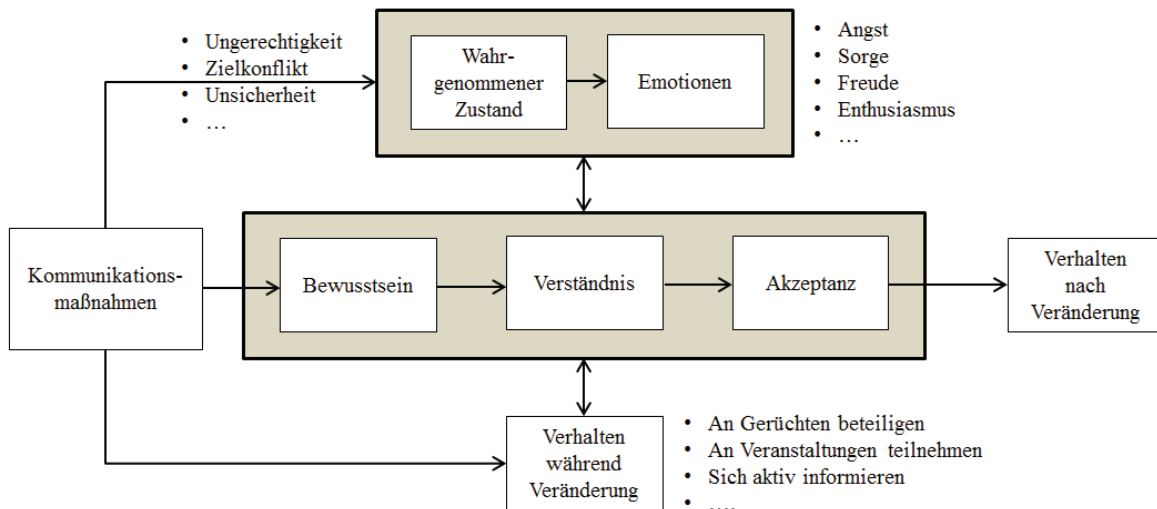 • Ungerechtigkeit
• Zielkonflikt
• Unsicherheit
• …
Wahr-
genommener
Zustand
Emotionen
• Angst
• Sorge
• Freude
• Enthusiasmus
• …
Kommunikations-
maßnahmen
Bewusstsein
Verständnis
Akzeptanz
Verhalten
nach
Veränderung
Verhalten
während
Veränderung
• An Gerüchten beteiligen
• An Veranstaltungen teilnehmen
• Sich aktiv informieren
• ….